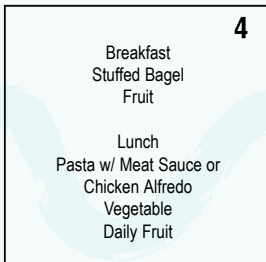 4
Breakfast
Stuffed Bagel
Fruit
Lunch
Pasta w/ Meat Sauce or
Chicken Alfredo
Vegetable
Daily Fruit